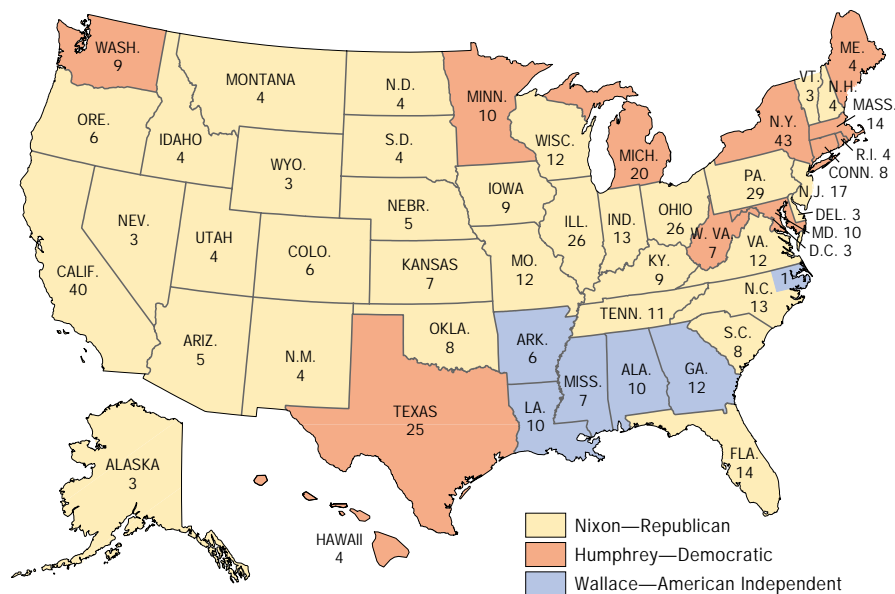 WASH.
9
ORE.
6
CALIF.
40
NEV.
3
IDAHO
4
MONTANA
4
WYO.
3
UTAH
4
COLO.
6
ARIZ.
5
N.M.
4
N.D.
4
S.D.
4
NEBR.
5
KANSAS
7
OKLA.
8
TEXAS
25
MINN.
10
IOWA
9
MO.
12
ARK.
6
LA.
10
WISC.
12
ILL.
26
MICH.
20
IND.
13
OHIO
26
KY.
9
TENN. 11
MISS.
7
ALA.
10
GA.
12
FLA.
14
S.C.
8
N.C.
13
1
VA.
12
W. VA.
7
PA.
29
N.Y.
43
VT.
3
N.H.
4
ME.
4
MASS.
14
R.I. 4
CONN. 8
N.J. 17
DEL. 3
MD. 10
D.C. 3
ALASKA
3
HAWAII
4
Nixon—Republican
Humphrey—Democratic
Wallace—American Independent